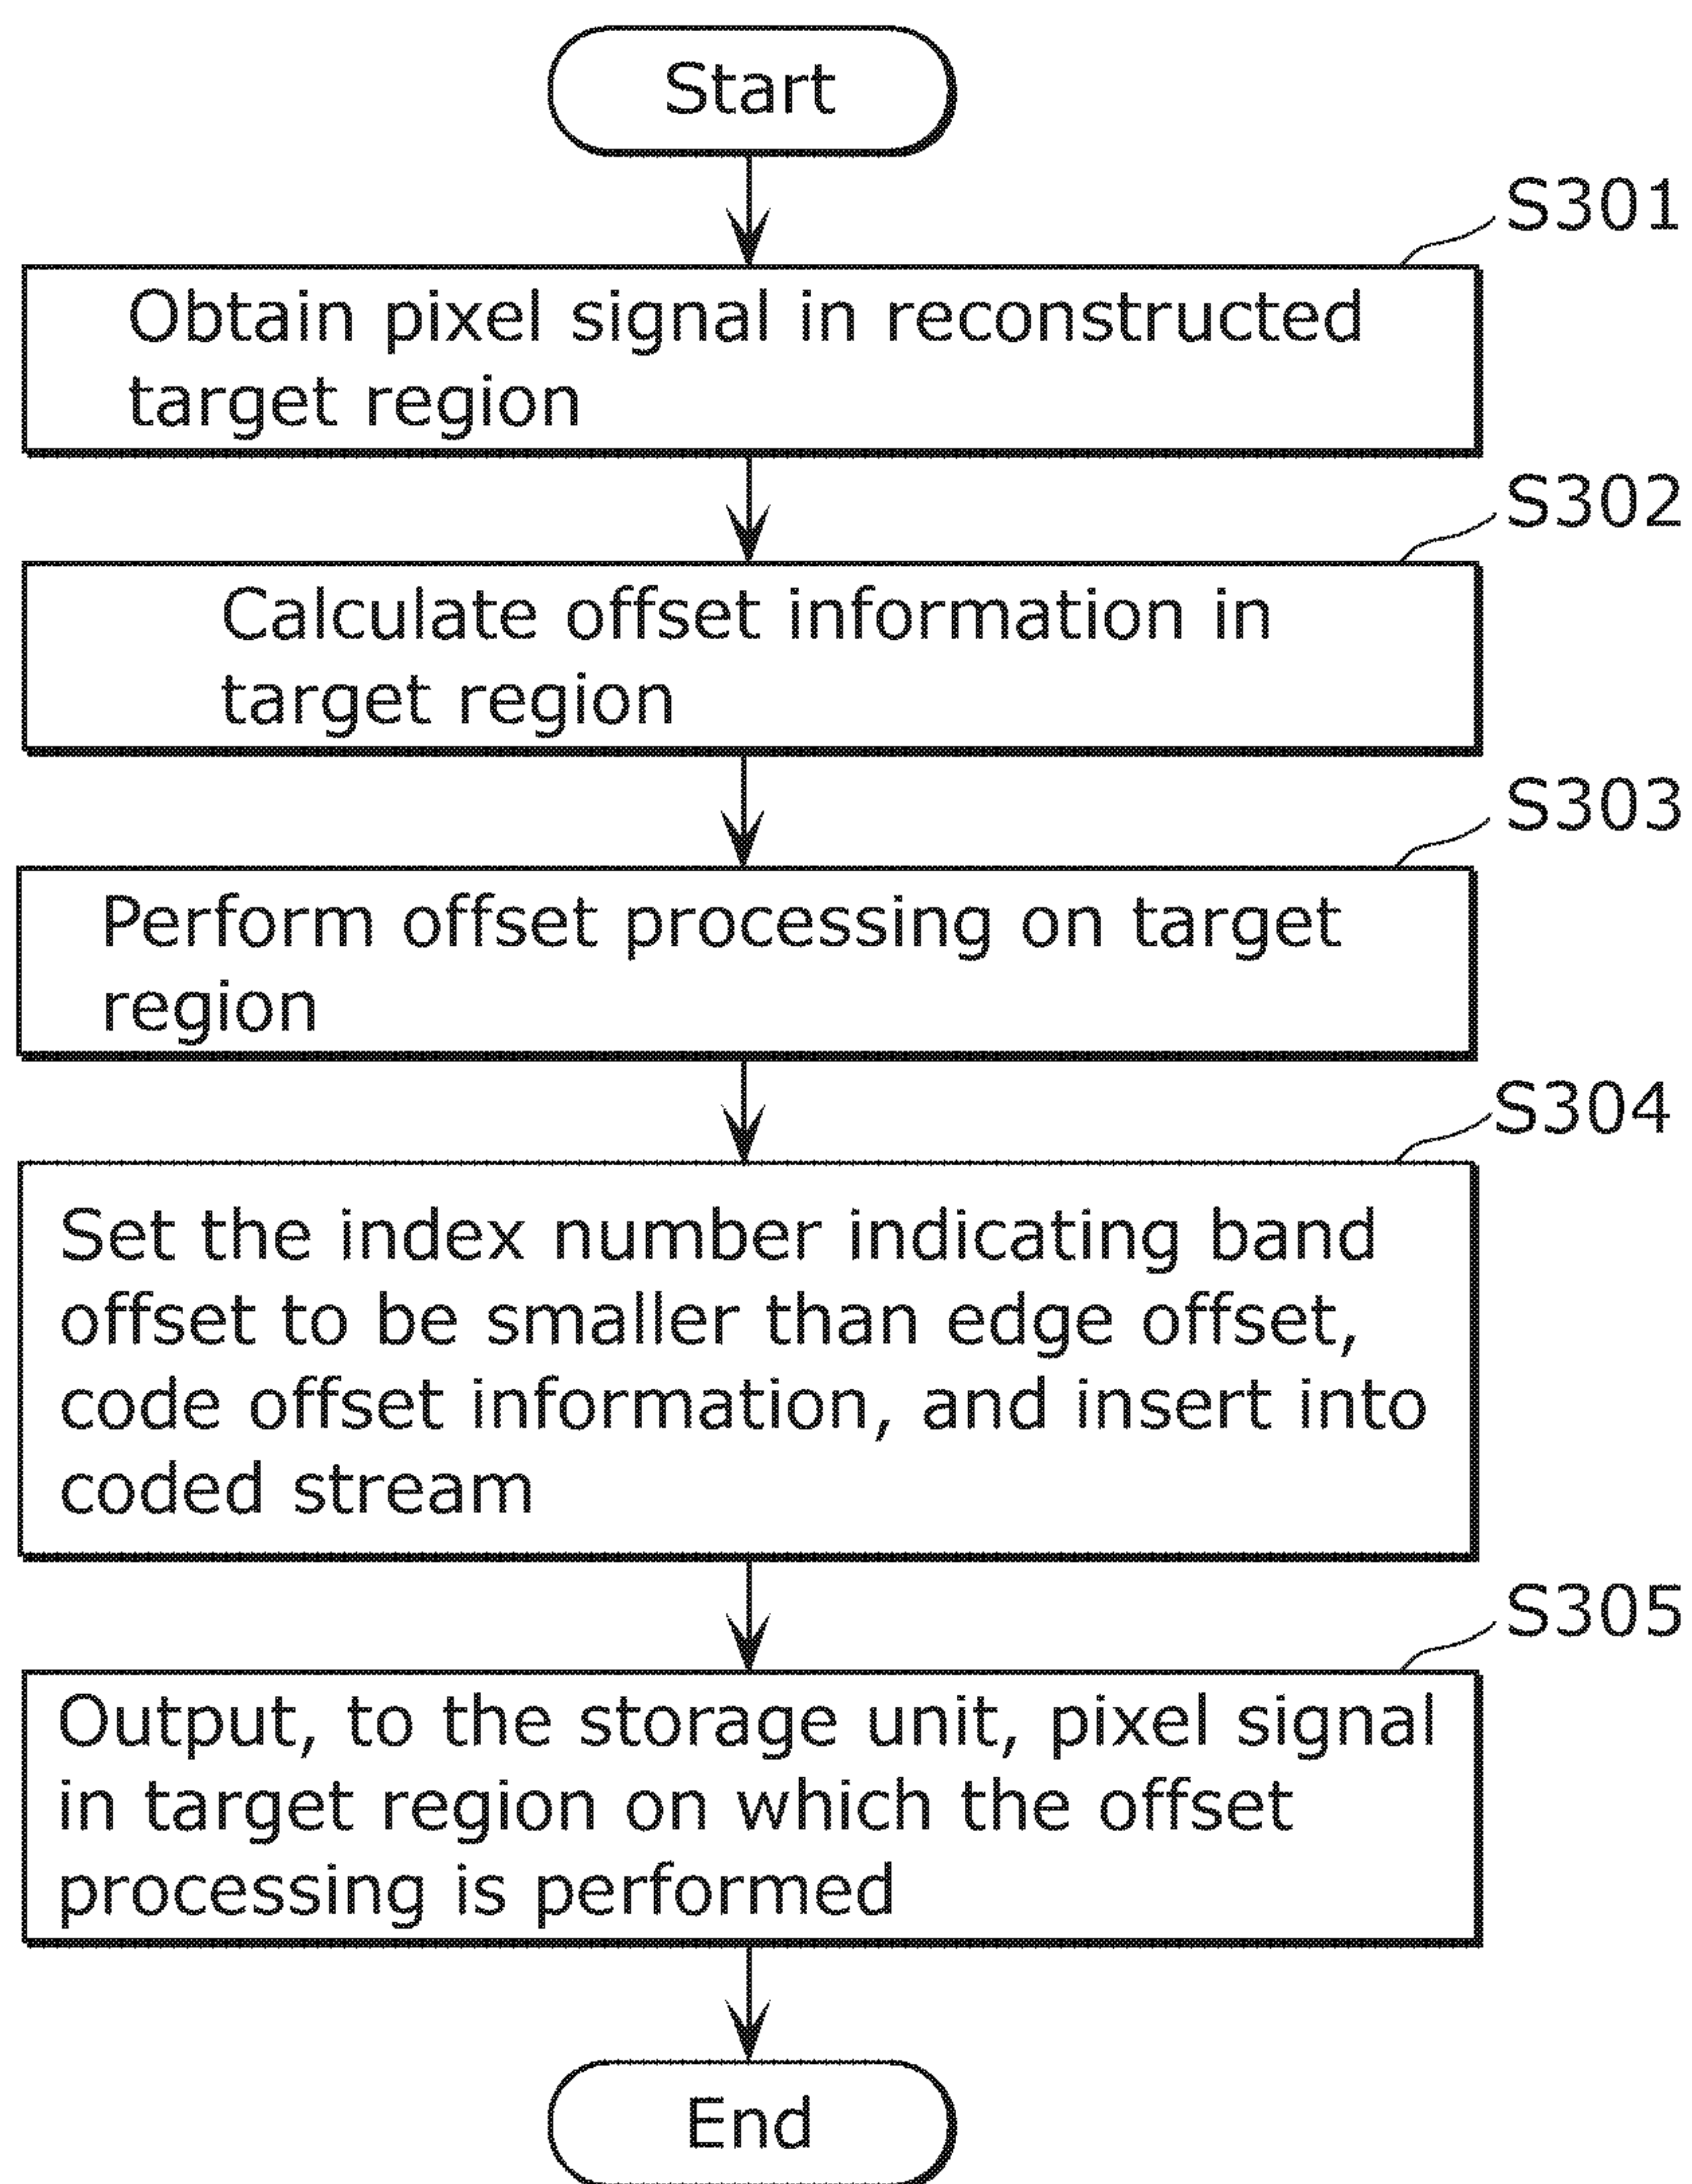 Start
S301
Obtain pixel signal in reconstructed
target region
S302
Calculate offset information in
target region
S303
Perform offset processing on target
region
S304
Set the index number indicating band
offset to be smaller than edge offset,
code offset information, and insert into
coded stream
S305
Output, to the storage unit, pixel signal
in target region on which the offset
processing is performed
End